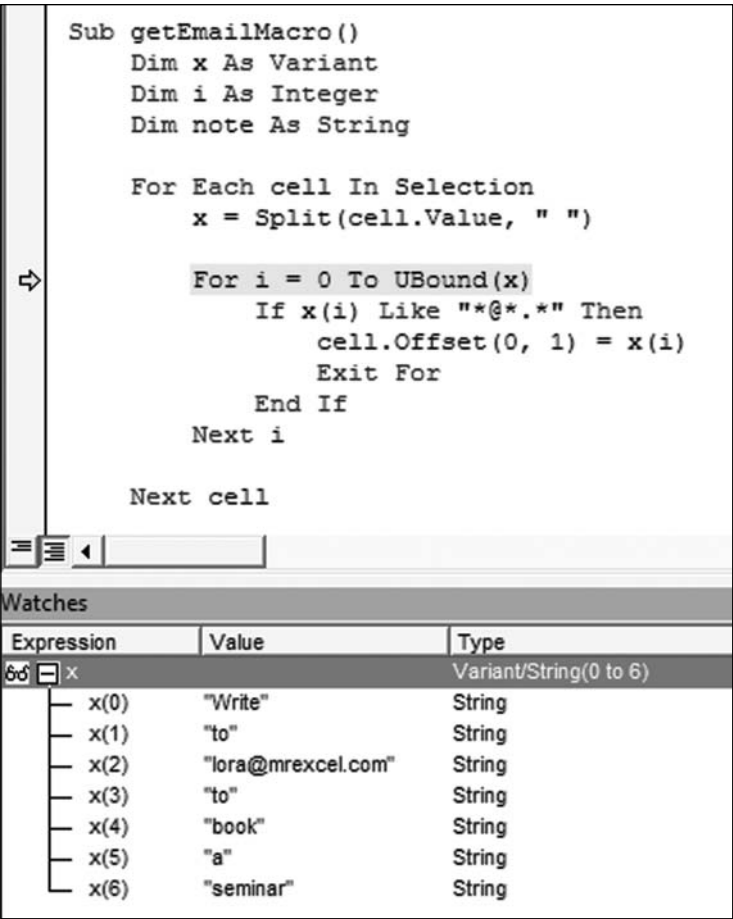 Sub getEmailMacro()
Dim x As Variant
Dim i As Integer
Dim note As String
For Each cell In Selection
x = Split(cell.Value, " ")
For i = 0 To UBound(x)
If x(i) Like "*@*.*" Then
cell.Offset(0, 1) = x(i)
Exit For
End If
Next i
Next cell
Watches
Expression Value Type
x Variant/String(0 to 6)
x(0) "Write" String
x(1) "to" String
x(2) "lora@mrexcel.com" String
x(3) "to" String
x(4) "book" String
x(5) "a" String
x(6) "seminar" String